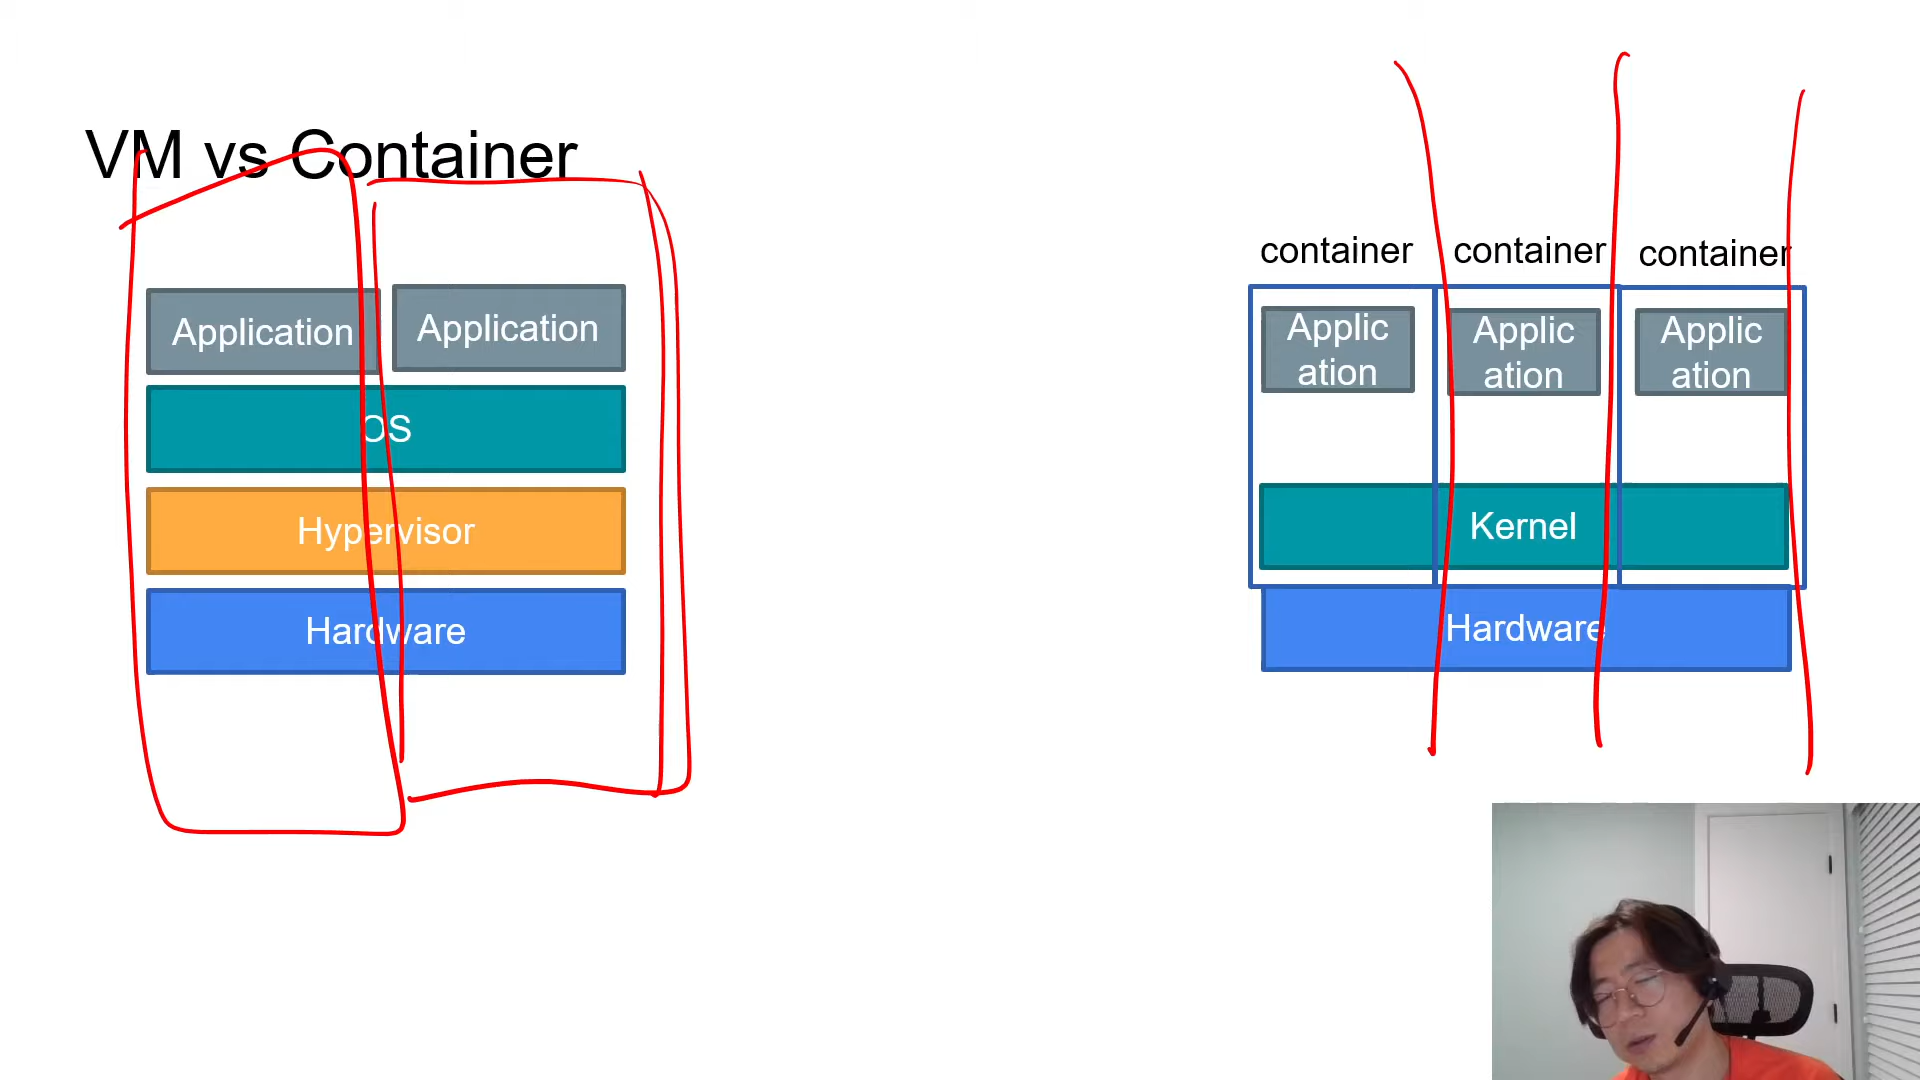 VM vs Container
Application
Application
OS
Hypervisor
Hardware
container
container
container
Applic
ation
Applic
ation
Applic
ation
Kernel
Hardware